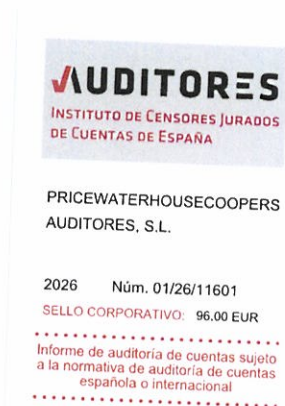 AUDITORES
INSTITUTO DE CENSORES JURADOS
DE CUENTAS DE ESPAÑA
PRICEWATERHOUSECOOPERS
AUDITORES, S.L.
2026 Núm. 01/26/11601
SELLO CORPORATIVO: 96.00 EUR
Informe de auditoría de cuentas sujeto
a la normativa de auditoría de cuentas
española o internacional